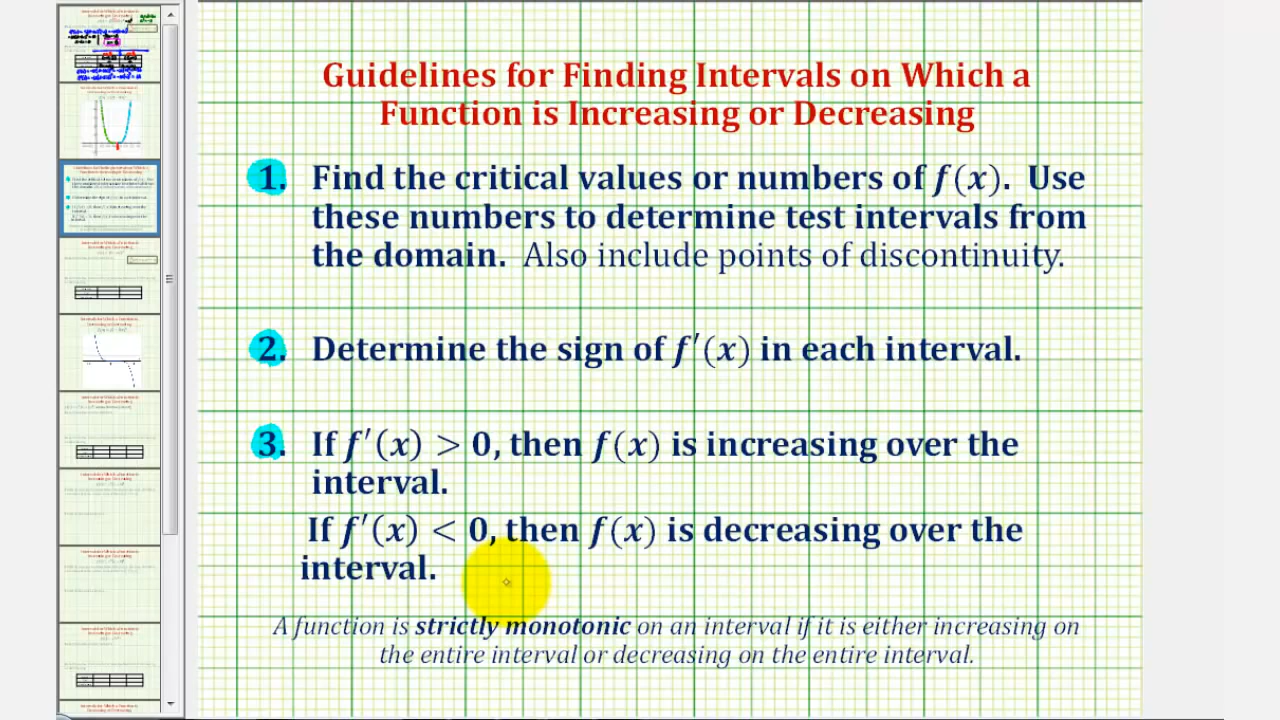 Guidelines for Finding Intervals on Which a
Function is Increasing or Decreasing
1. Find the critical values or numbers of f(x). Use
these numbers to determine test intervals from
the domain. Also include points of discontinuity.
2. Determine the sign of f′(x) in each interval.
3. If f′(x) > 0, then f(x) is increasing over the
interval.
If f′(x) < 0, then f(x) is decreasing over the
interval.
A function is strictly monotonic on an interval if it is either increasing on
the entire interval or decreasing on the entire interval.